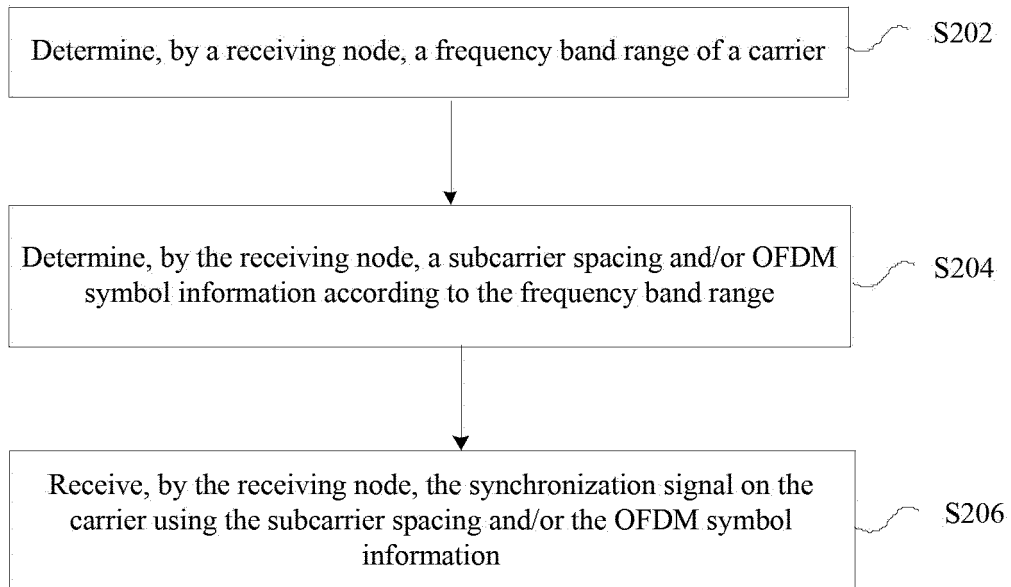 Determine, by a receiving node, a frequency band range of a carrier
S202
Determine, by the receiving node, a subcarrier spacing and/or OFDM
symbol information according to the frequency band range
S204
Receive, by the receiving node, the synchronization signal on the
carrier using the subcarrier spacing and/or the OFDM symbol
information
S206